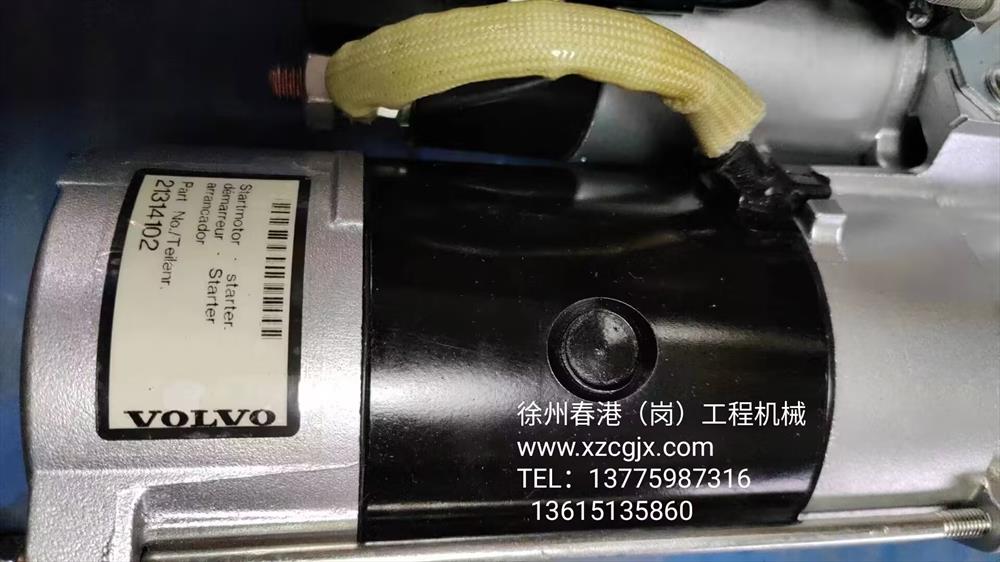 Startmotor · starter.
démarreur · Starter
arrancador
Part No./Teilenr.
21314102
VOLVO
徐州春港（岗）工程机械
www.xzcgjx.com
TEL：13775987316
13615135860